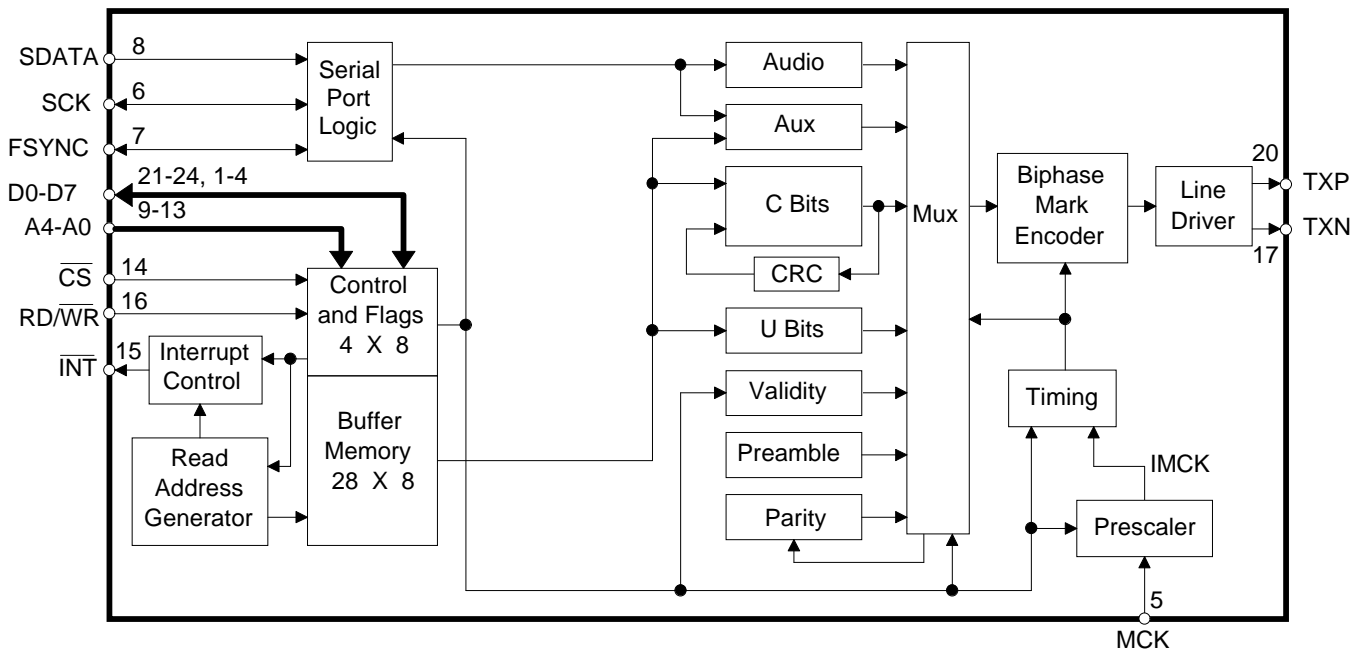 SDATA
8
SCK
6
FSYNC
7
D0-D7
21-24, 1-4
A4-A0
9-13
CS
14
RD/WR
16
INT
15
Serial
Port
Logic
Control
and Flags
4 X 8
Interrupt
Control
Buffer
Memory
28 X 8
Read
Address
Generator
Audio
Aux
C Bits
CRC
U Bits
Validity
Preamble
Parity
Mux
Biphase
Mark
Encoder
Line
Driver
20
TXP
TXN
17
Timing
IMCK
Prescaler
5
MCK